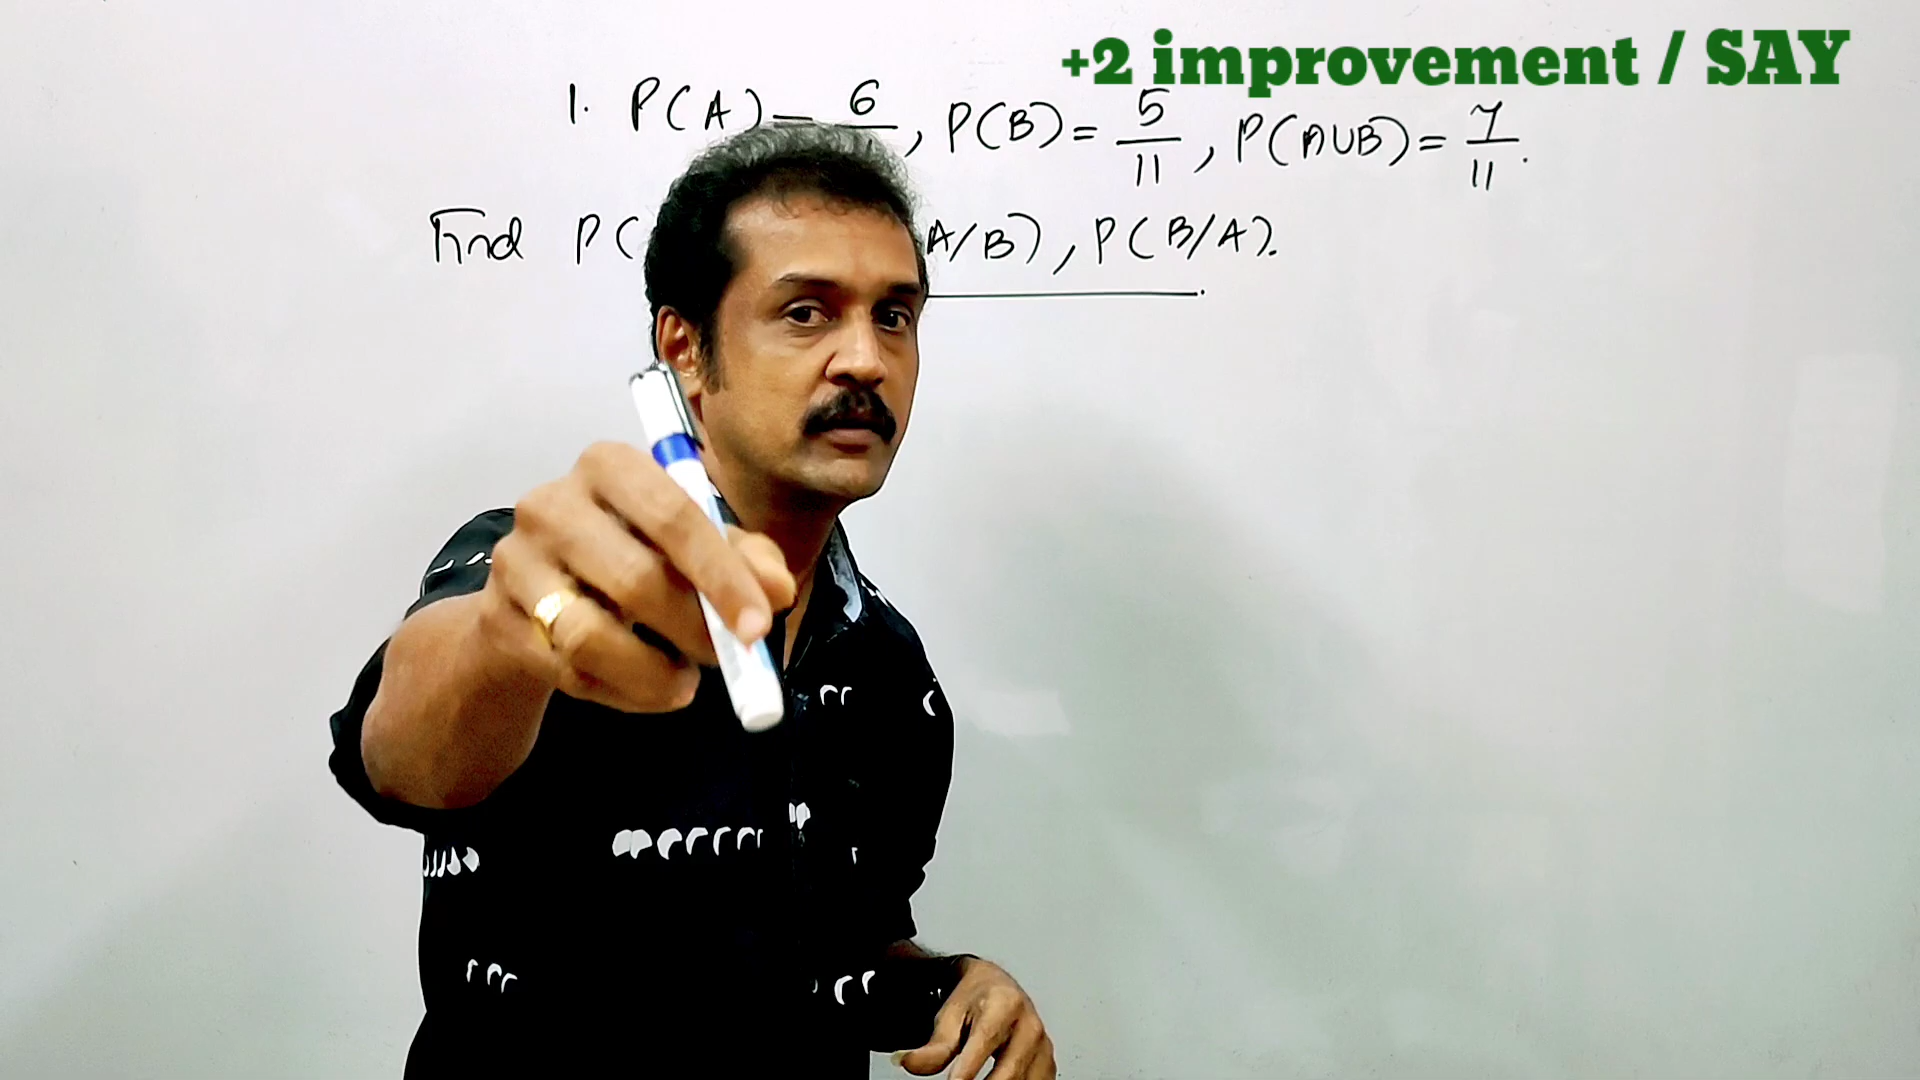 +2 improvement / SAY
1. P(A) = 6, P(B) = 5/11, P(A∪B) = 7/11.
Find P( A/B), P(B/A).